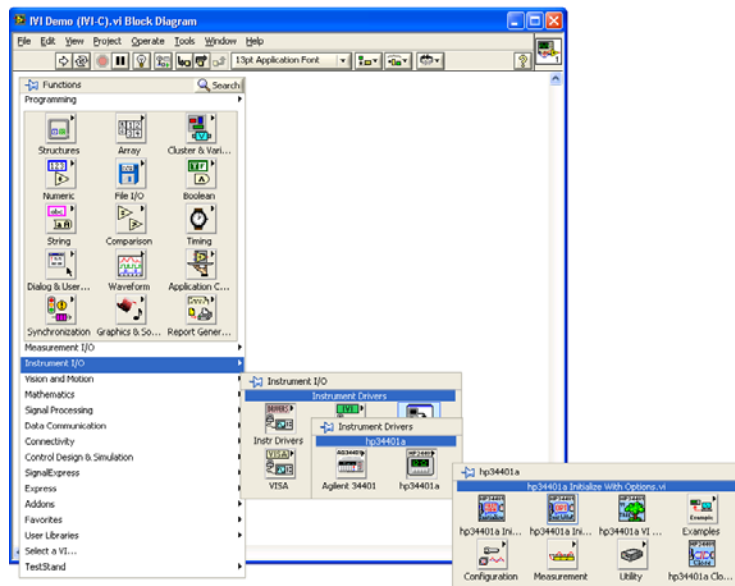 IVI Demo (IVI-C).vi Block Diagram
File Edit View Project Operate Tools Window Help
13pt Application Font
1
Functions Search
Programming
Structures Array Cluster & Vari...
Numeric File I/O Boolean
String Comparison Timing
Dialog & User... Waveform Application C...
Synchronization Graphics & So... Report Gener...
Measurement I/O
Instrument I/O
Vision and Motion
Mathematics
Signal Processing
Data Communication
Connectivity
Control Design & Simulation
SignalExpress
Express
Addons
Favorites
User Libraries
Select a VI...
TestStand
Instrument I/O
Instrument Drivers
Instr Drivers
VISA
Instrument Drivers
hp34401a
Agilent 34401 hp34401a
hp34401a
hp34401a Initialize With Options.vi
hp34401a Ini... hp34401a Ini... hp34401a VI ... Examples
Configuration Measurement Utility hp34401a Clo...